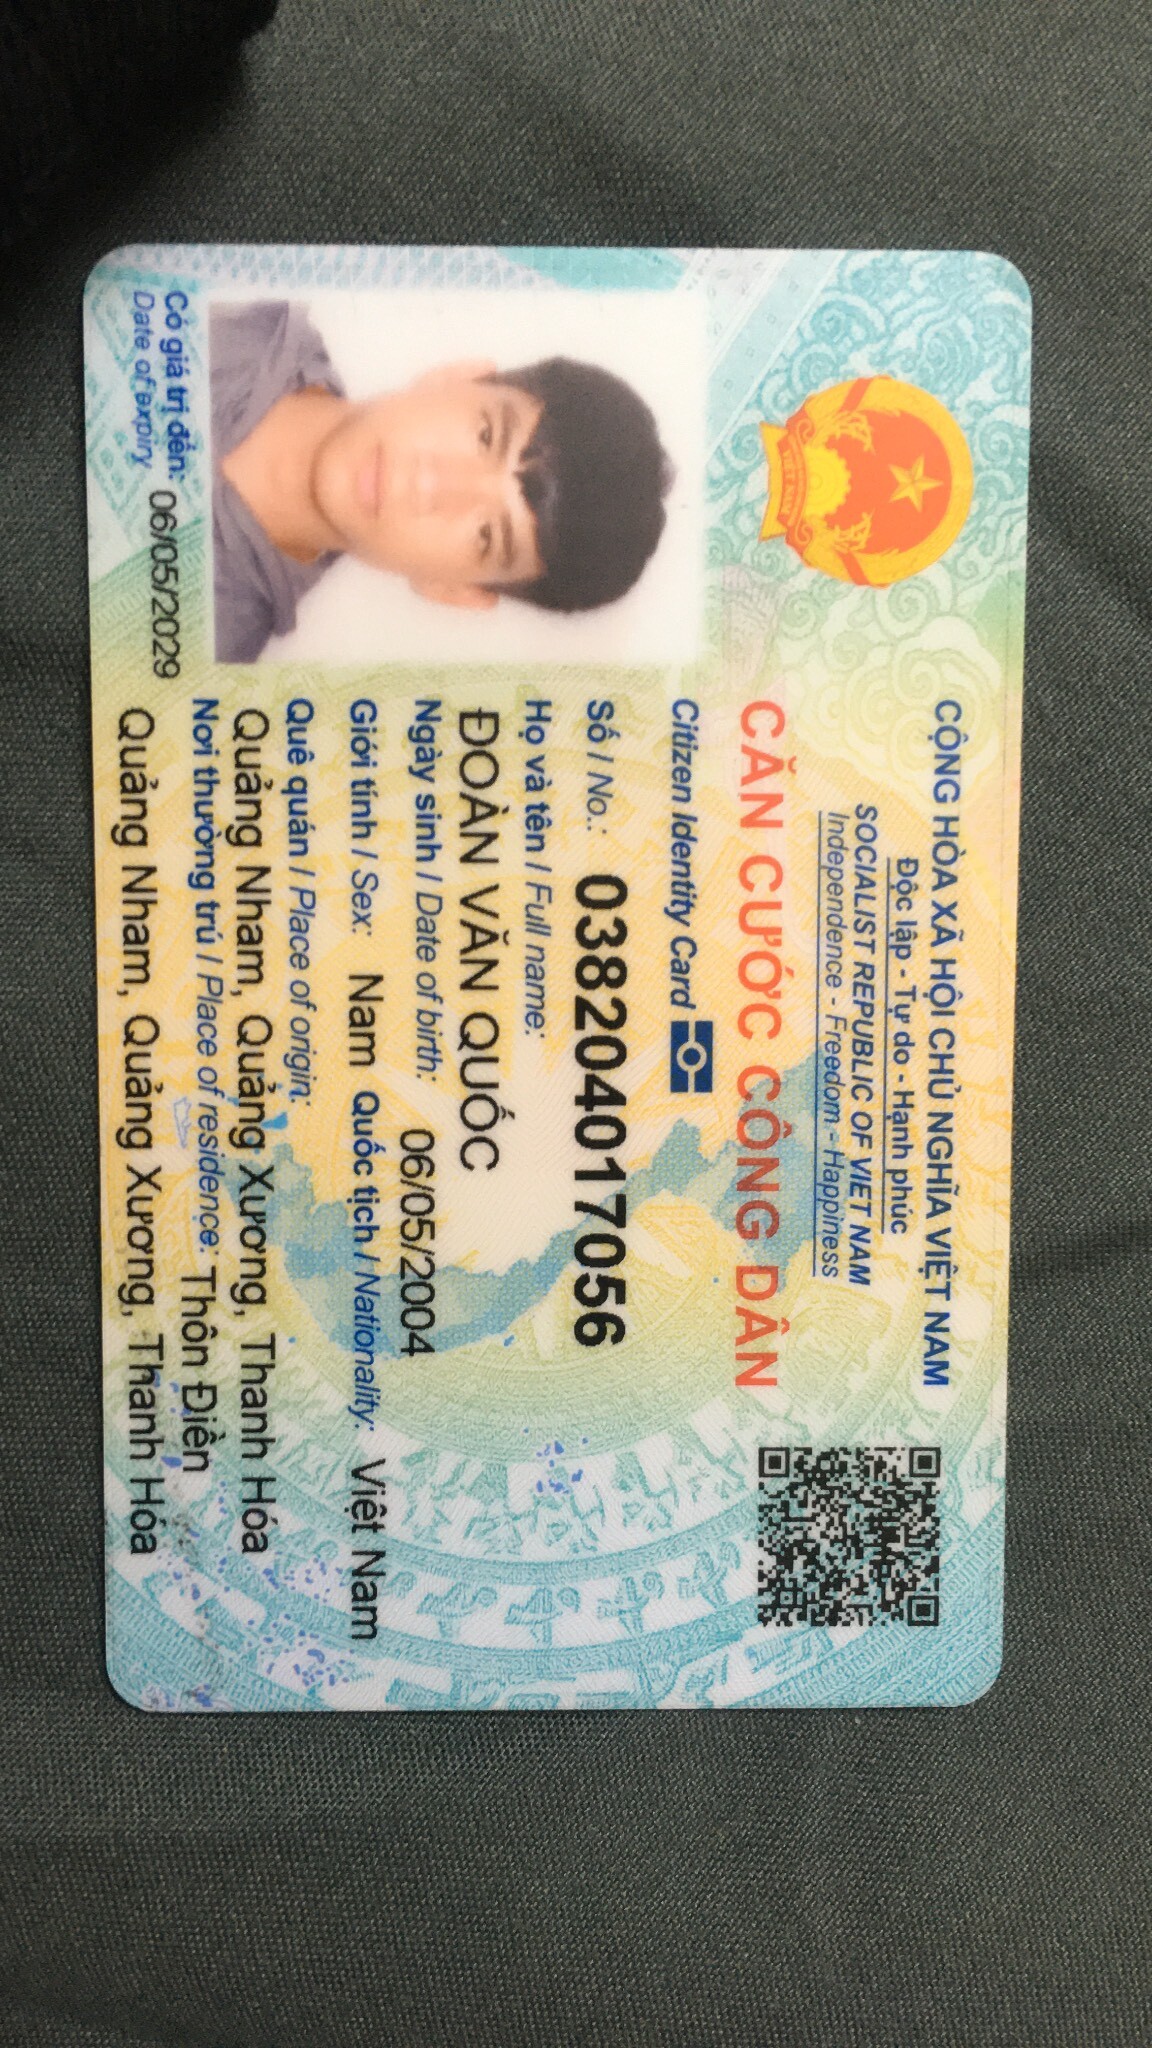 CỘNG HÒA XÃ HỘI CHỦ NGHĨA VIỆT NAM
Độc lập - Tự do - Hạnh phúc
SOCIALIST REPUBLIC OF VIET NAM
Independence - Freedom - Happiness
CĂN CƯỚC CÔNG DÂN
Citizen Identity Card
Số / No.: 038204017056
Họ và tên / Full name:
ĐOÀN VĂN QUỐC
Ngày sinh / Date of birth: 06/05/2004
Giới tính / Sex: Nam Quốc tịch / Nationality: Việt Nam
Quê quán / Place of origin:
Quảng Nham, Quảng Xương, Thanh Hóa
Nơi thường trú / Place of residence: Thôn Điền
Quảng Nham, Quảng Xương, Thanh Hóa
Có giá trị đến: 06/05/2029
Date of expiry